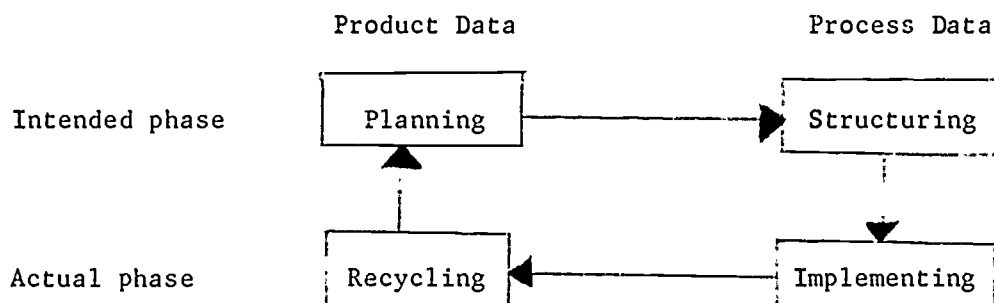 Product Data Process Data
Intended phase Planning Structuring
Actual phase Recycling Implementing